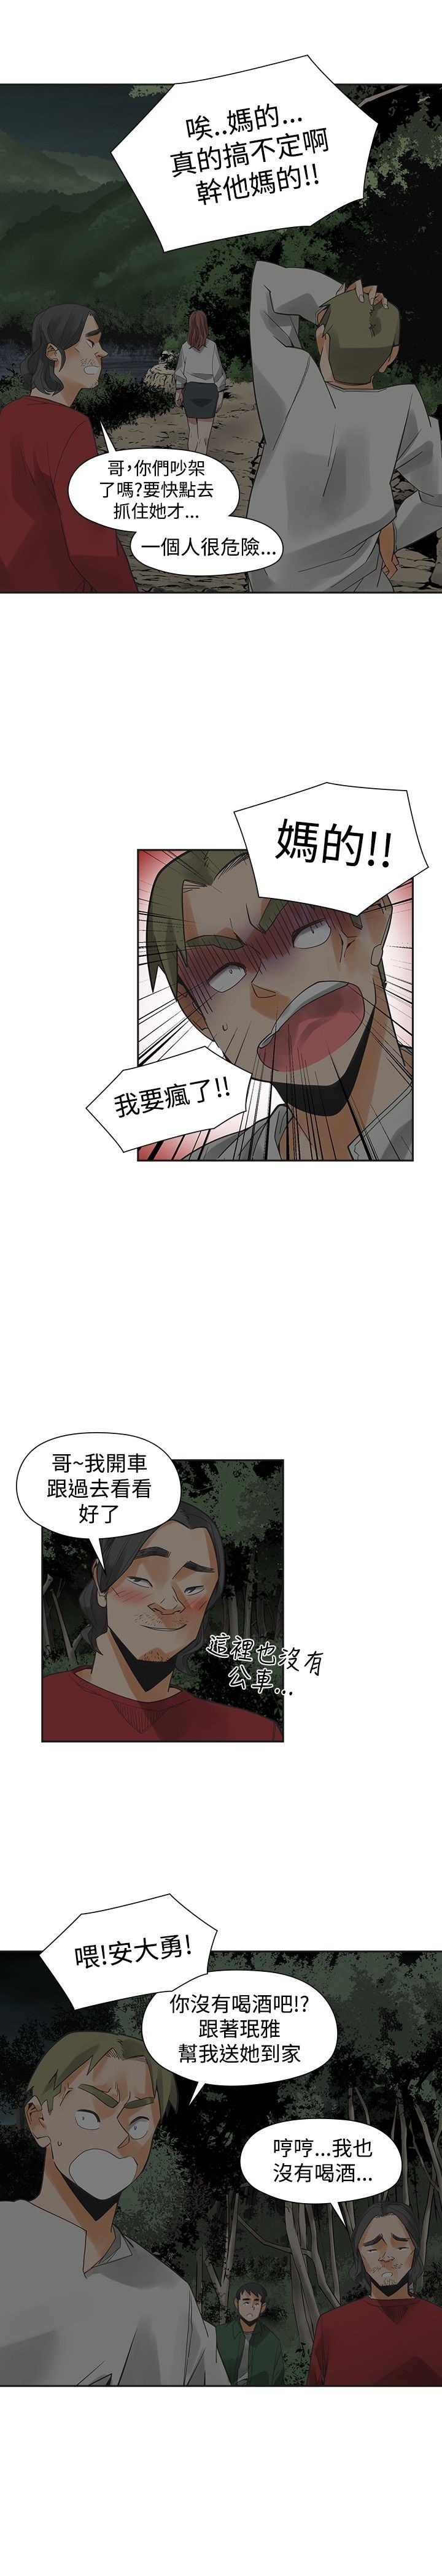 唉..媽的...
真的搞不定啊
幹他媽的!!
哥,你們吵架
了嗎?要快點去
抓住她才...
一個人很危險...
媽的!!
我要瘋了!!
哥~我開車
跟過去看看
好了
這裡也沒有
公車...
喂!安大勇!
你沒有喝酒吧!?
跟著珉雅
幫我送她到家
哼哼...我也
沒有喝酒...